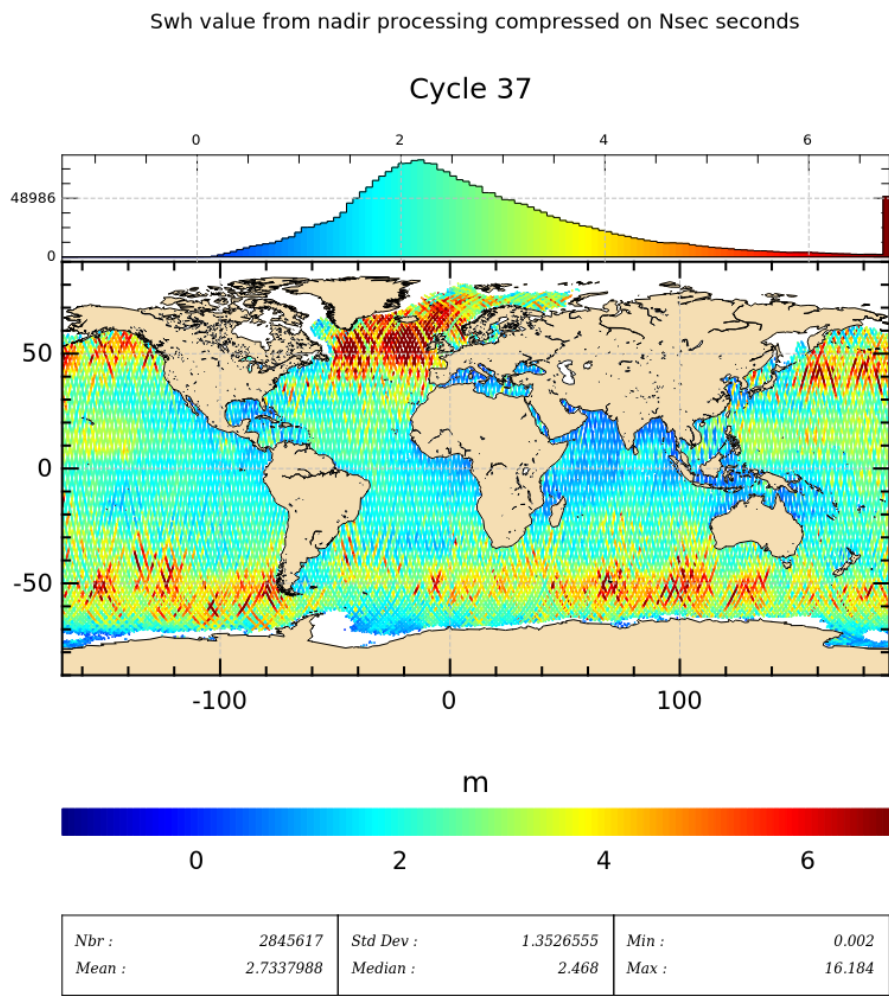 Swh value from nadir processing compressed on Nsec seconds
Cycle 37
0 2 4 6
48986
0
50
0
-50
-100 0 100
m
0 2 4 6
Nbr : 2845617 Std Dev : 1.3526555 Min : 0.002
Mean : 2.7337988 Median : 2.468 Max : 16.184